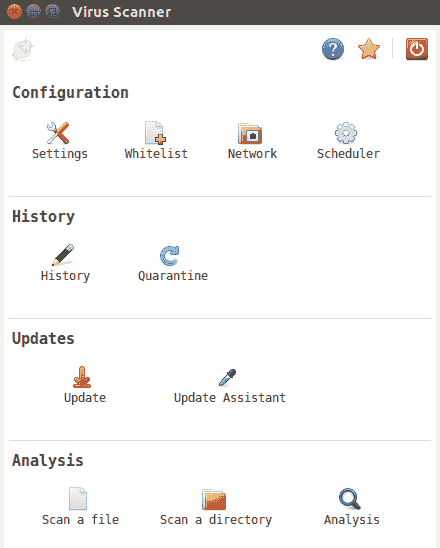 Virus Scanner
?
Configuration
Settings Whitelist Network Scheduler
History
History Quarantine
Updates
Update Update Assistant
Analysis
Scan a file Scan a directory Analysis